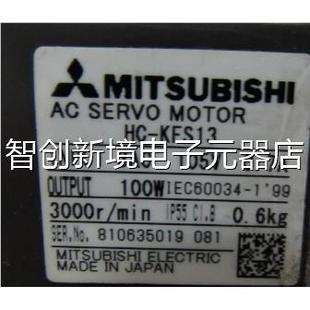 MITSUBISHI
AC SERVO MOTOR
HC-KFS13
智创新境电子元器店
OUTPUT 100W IEC60034-1'99
3000r/min IP55 Cl.B 0.6kg
SER.No. 810635019 081
MITSUBISHI ELECTRIC
MADE IN JAPAN